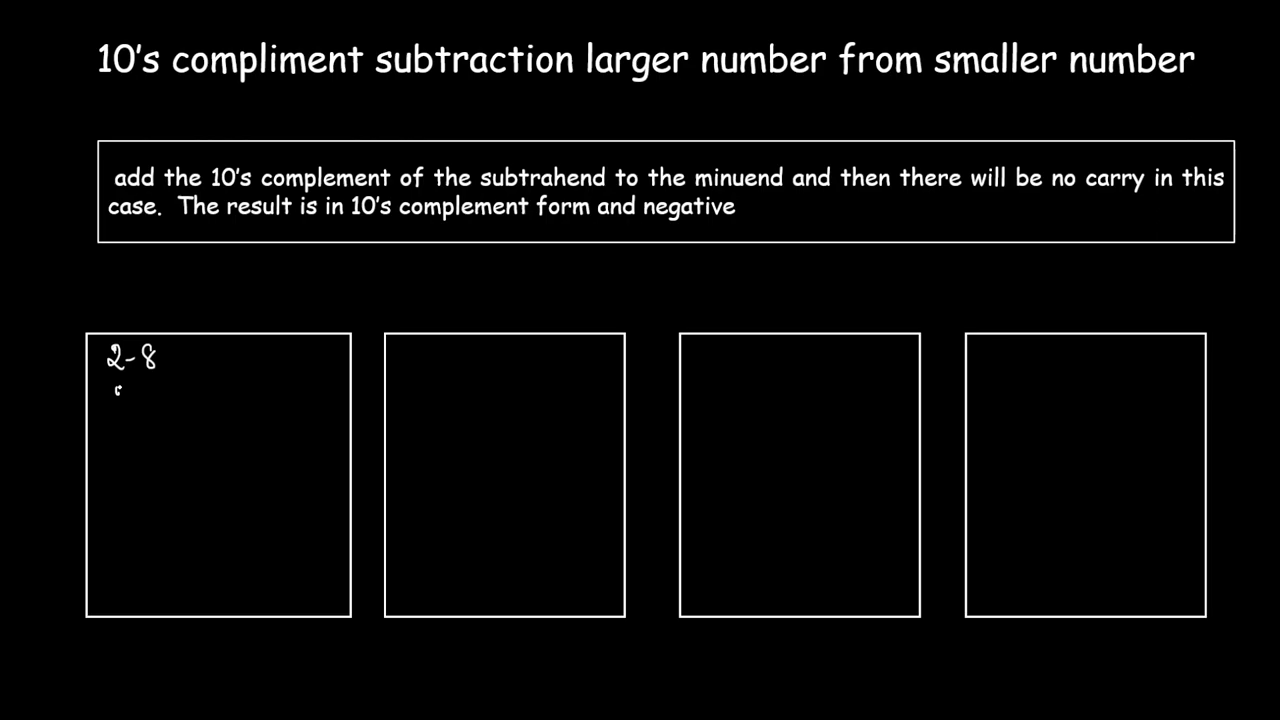 10's compliment subtraction larger number from smaller number
add the 10's complement of the subtrahend to the minuend and then there will be no carry in this
case. The result is in 10's complement form and negative
2-8